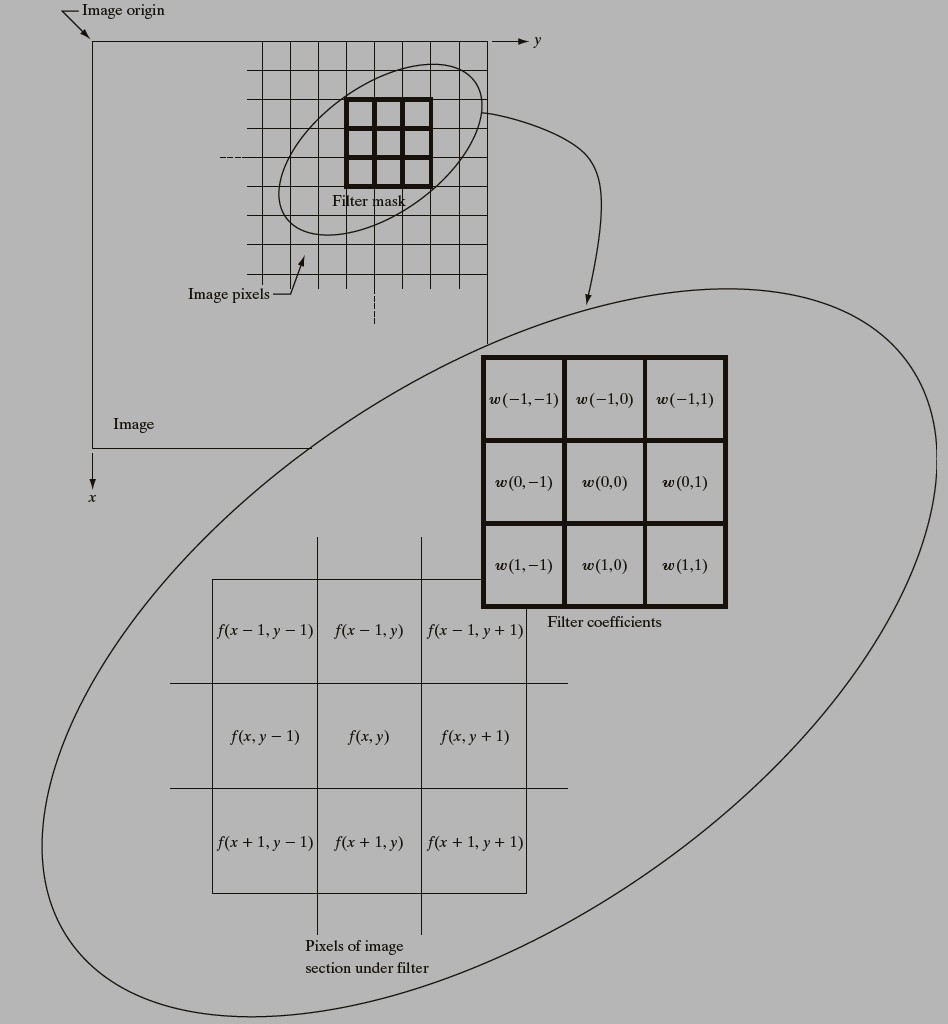 Image origin
y
Filter mask
Image pixels
Image
x
w(−1,−1) w(−1,0) w(−1,1)
w(0,−1) w(0,0) w(0,1)
w(1,−1) w(1,0) w(1,1)
Filter coefficients
f(x − 1, y − 1) f(x − 1, y) f(x − 1, y + 1)
f(x, y − 1) f(x, y) f(x, y + 1)
f(x + 1, y − 1) f(x + 1, y) f(x + 1, y + 1)
Pixels of image
section under filter